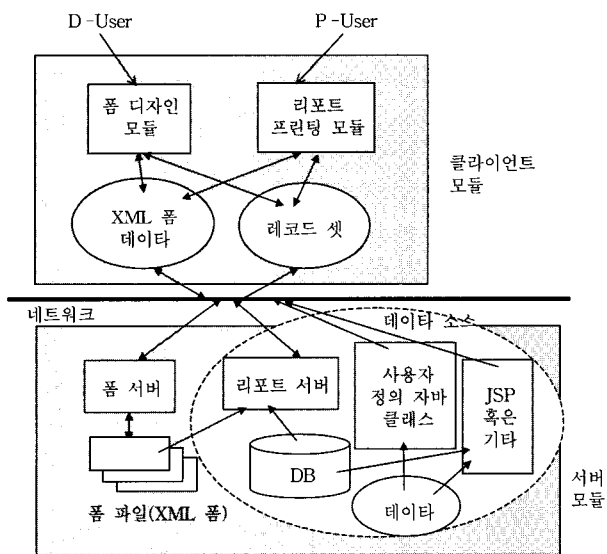 D-User
P-User
폼 디자인
모듈
리포트
프린팅 모듈
클라이언트
모듈
XML 폼
데이타
레코드 셋
네트워크
데이타 소스
폼 서버
리포트 서버
사용자
정의 자바
클래스
JSP
혹은
기타
DB
데이타
폼 파일(XML 폼)
서버
모듈